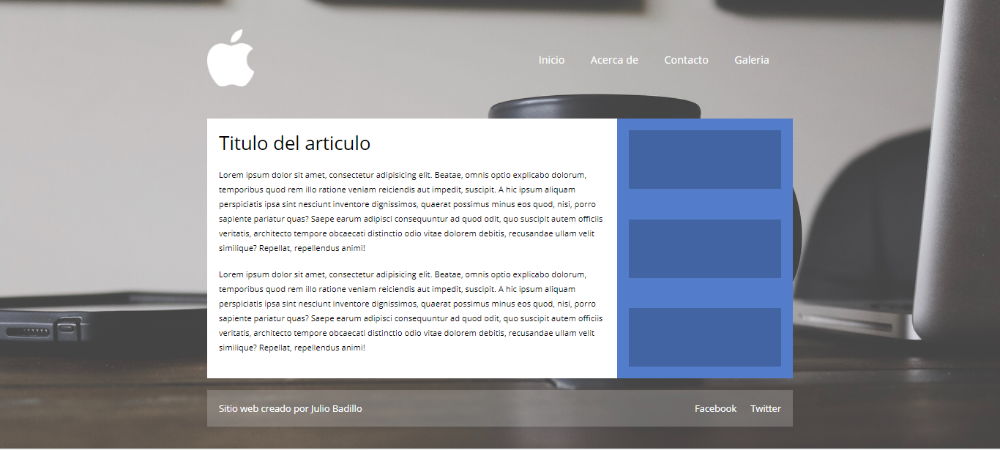 Inicio Acerca de Contacto Galeria
Titulo del articulo
Lorem ipsum dolor sit amet, consectetur adipisicing elit. Beatae, omnis optio explicabo dolorum,
temporibus quod rem illo ratione veniam reiciendis aut impedit, suscipit. A hic ipsum aliquam
perspiciatis ipsa sint nesciunt inventore dignissimos, quaerat possimus minus eos quod, nisi, porro
sapiente pariatur quas? Saepe earum adipisci consequuntur ad quod odit, quo suscipit autem officiis
veritatis, architecto tempore obcaecati distinctio odio vitae dolorem debitis, recusandae ullam velit
similique? Repellat, repellendus animi!
Lorem ipsum dolor sit amet, consectetur adipisicing elit. Beatae, omnis optio explicabo dolorum,
temporibus quod rem illo ratione veniam reiciendis aut impedit, suscipit. A hic ipsum aliquam
perspiciatis ipsa sint nesciunt inventore dignissimos, quaerat possimus minus eos quod, nisi, porro
sapiente pariatur quas? Saepe earum adipisci consequuntur ad quod odit, quo suscipit autem officiis
veritatis, architecto tempore obcaecati distinctio odio vitae dolorem debitis, recusandae ullam velit
similique? Repellat, repellendus animi!
Sitio web creado por Julio Badillo Facebook Twitter